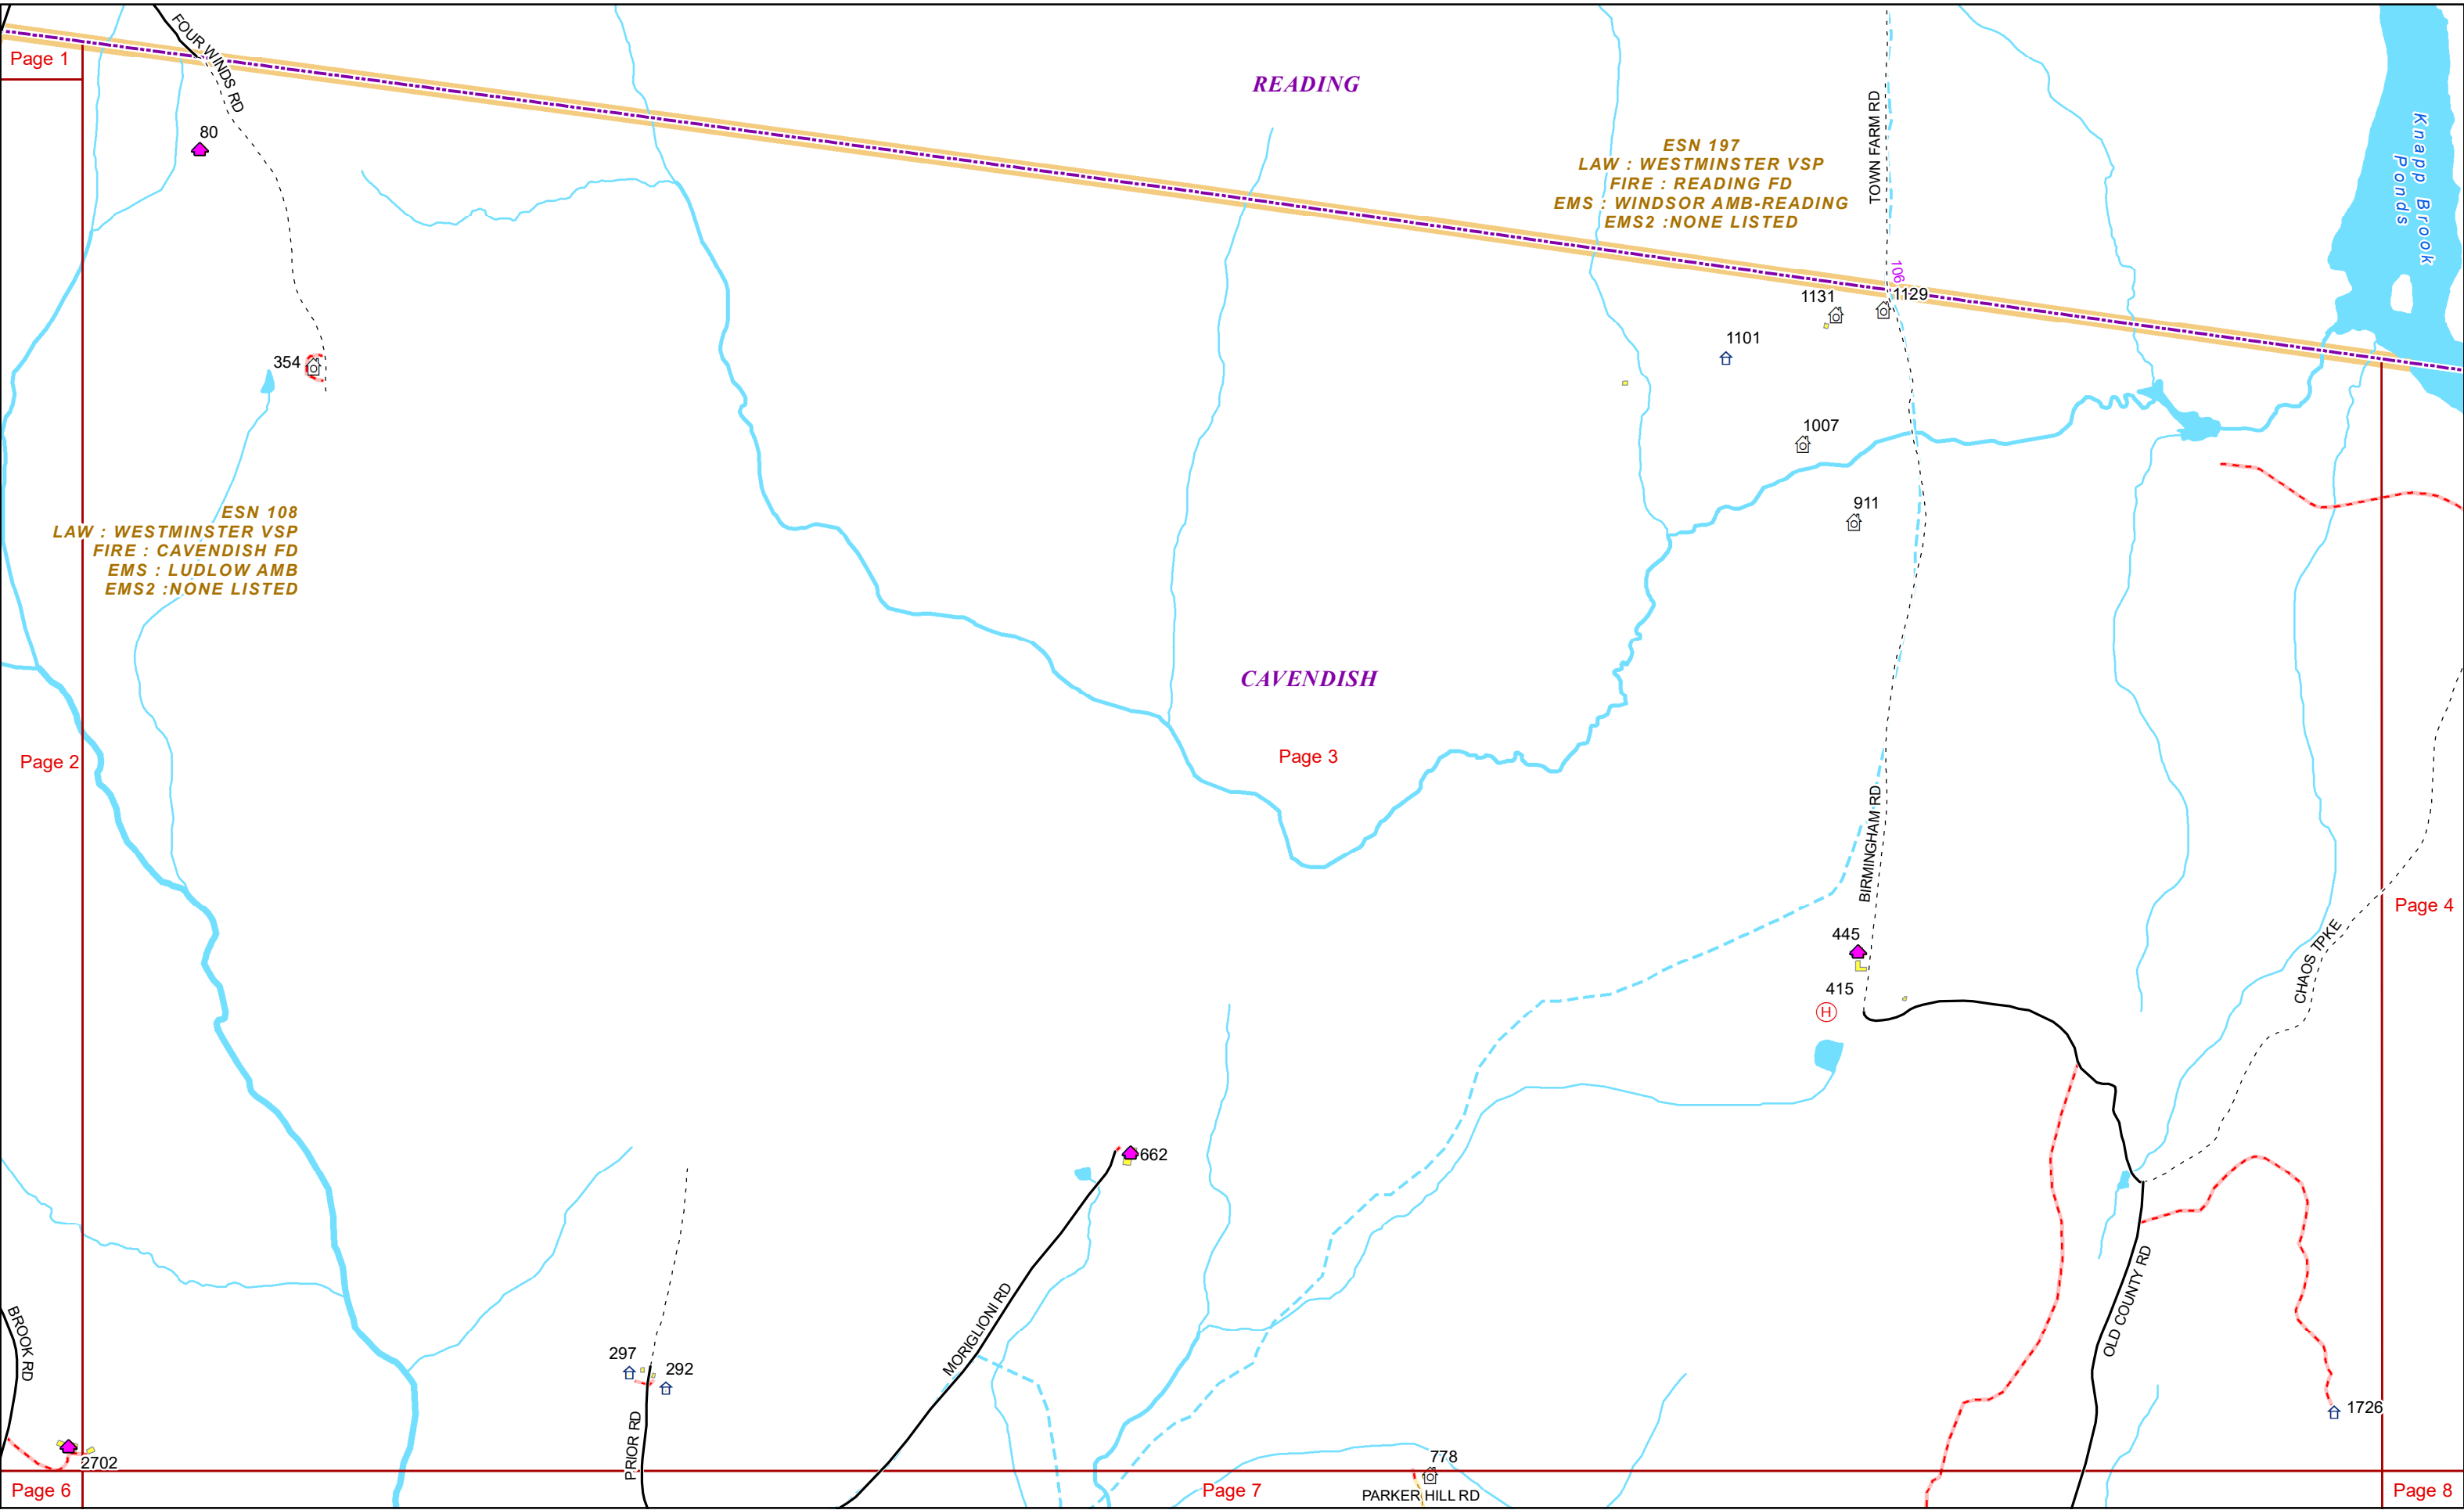 FOUR WINDS RD
Page 1
READING
80
ESN 197
LAW : WESTMINSTER VSP
FIRE : READING FD
EMS : WINDSOR AMB-READING
EMS2 :NONE LISTED
TOWN FARM RD
Knapp Brook
Ponds
106
1131
1129
1101
354
1007
911
ESN 108
LAW : WESTMINSTER VSP
FIRE : CAVENDISH FD
EMS : LUDLOW AMB
EMS2 :NONE LISTED
CAVENDISH
Page 2
Page 3
BIRMINGHAM RD
Page 4
445
CHAOS TPKE
415
H
662
BROOK RD
MORIGLIONI RD
OLD COUNTY RD
297
292
1726
PRIOR RD
2702
778
Page 6
Page 7
PARKER HILL RD
Page 8